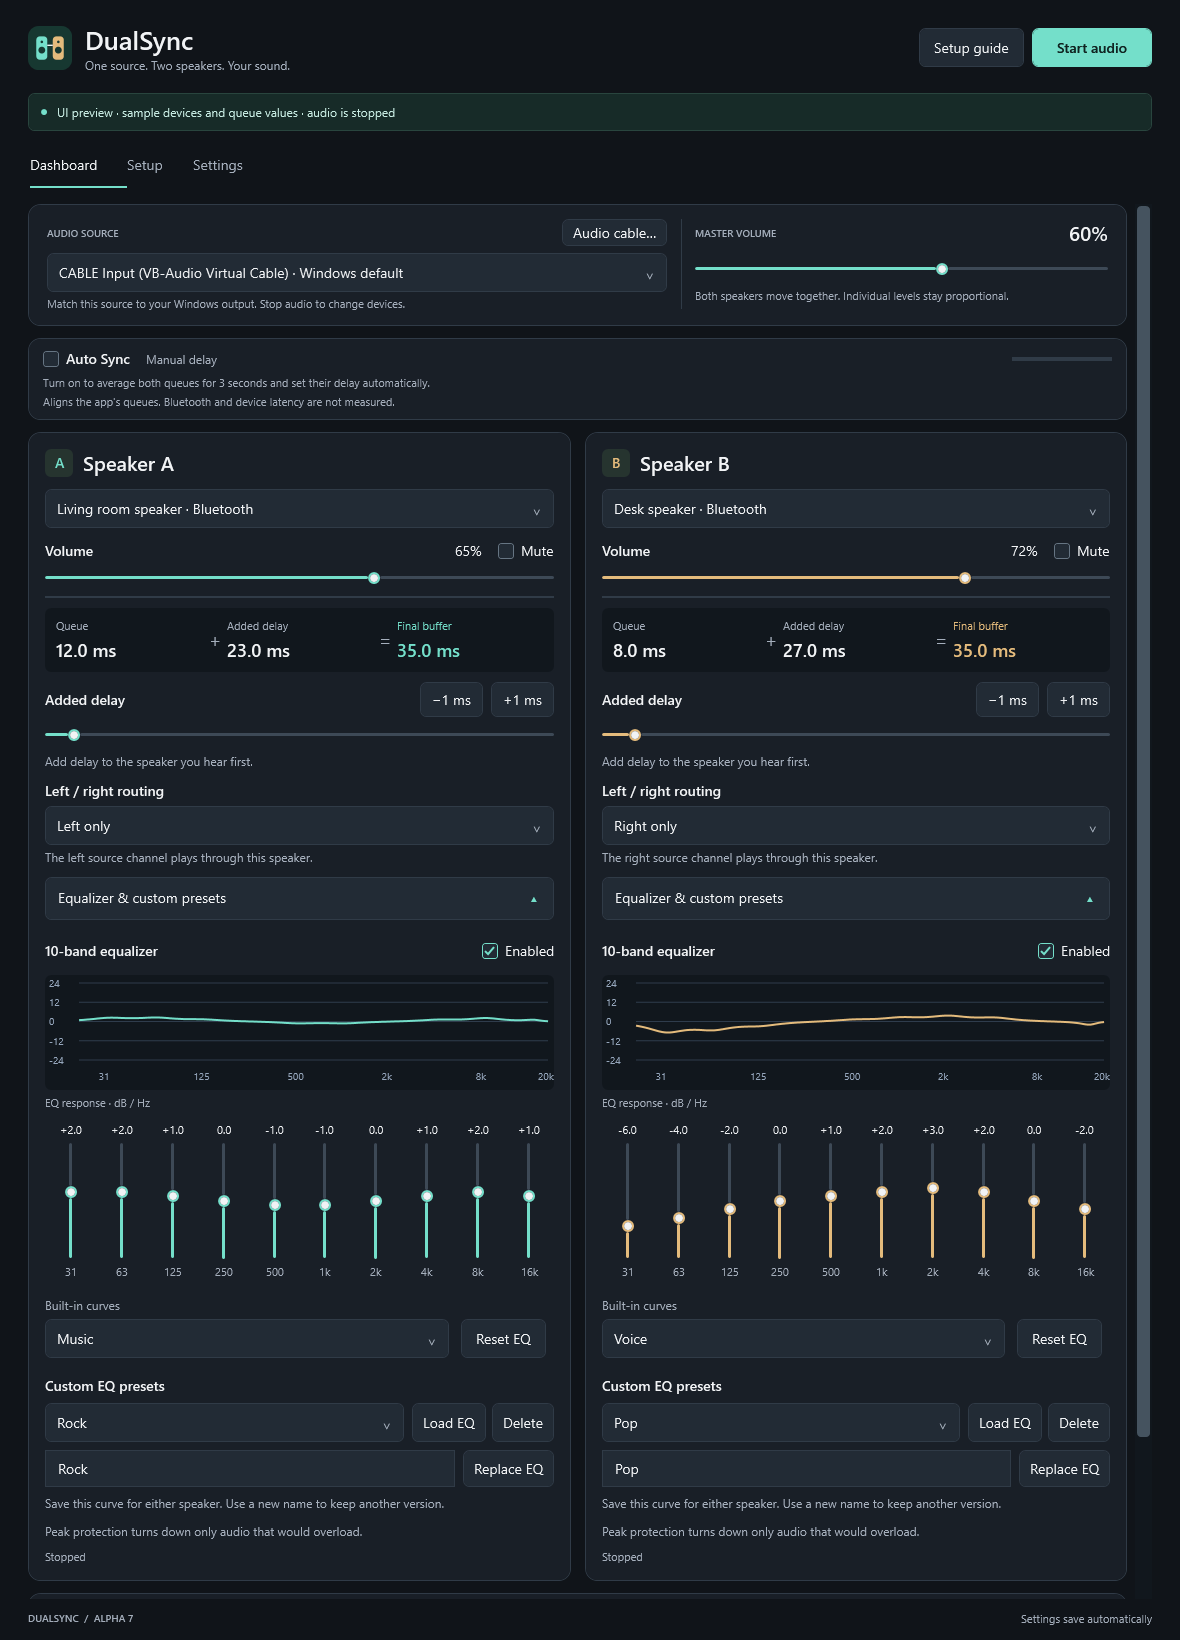 DualSync
One source. Two speakers. Your sound.
Setup guide
Start audio
UI preview · sample devices and queue values · audio is stopped
Dashboard
Setup
Settings
AUDIO SOURCE
Audio cable...
CABLE Input (VB-Audio Virtual Cable) · Windows default
Match this source to your Windows output. Stop audio to change devices.
MASTER VOLUME
60%
Both speakers move together. Individual levels stay proportional.
Auto Sync
Manual delay
Turn on to average both queues for 3 seconds and set their delay automatically.
Aligns the app's queues. Bluetooth and device latency are not measured.
A
Speaker A
Living room speaker · Bluetooth
Volume
65%
Mute
Queue
12.0 ms
+
Added delay
23.0 ms
=
Final buffer
35.0 ms
Added delay
−1 ms
+1 ms
Add delay to the speaker you hear first.
Left / right routing
Left only
The left source channel plays through this speaker.
Equalizer & custom presets
10-band equalizer
Enabled
24
12
0
-12
-24
31 125 500 2k 8k 20k
EQ response · dB / Hz
+2.0 +2.0 +1.0 0.0 -1.0 -1.0 0.0 +1.0 +2.0 +1.0
31 63 125 250 500 1k 2k 4k 8k 16k
Built-in curves
Music
Reset EQ
Custom EQ presets
Rock
Load EQ
Delete
Rock
Replace EQ
Save this curve for either speaker. Use a new name to keep another version.
Peak protection turns down only audio that would overload.
Stopped
B
Speaker B
Desk speaker · Bluetooth
Volume
72%
Mute
Queue
8.0 ms
+
Added delay
27.0 ms
=
Final buffer
35.0 ms
Added delay
−1 ms
+1 ms
Add delay to the speaker you hear first.
Left / right routing
Right only
The right source channel plays through this speaker.
Equalizer & custom presets
10-band equalizer
Enabled
24
12
0
-12
-24
31 125 500 2k 8k 20k
EQ response · dB / Hz
-6.0 -4.0 -2.0 0.0 +1.0 +2.0 +3.0 +2.0 0.0 -2.0
31 63 125 250 500 1k 2k 4k 8k 16k
Built-in curves
Voice
Reset EQ
Custom EQ presets
Pop
Load EQ
Delete
Pop
Replace EQ
Save this curve for either speaker. Use a new name to keep another version.
Peak protection turns down only audio that would overload.
Stopped
DUALSYNC / ALPHA 7
Settings save automatically